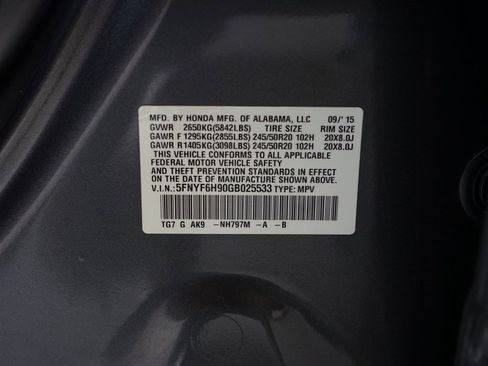 MFD. BY HONDA MFG. OF ALABAMA, LLC 09/'15
GVWR 2650KG(5842LBS) TIRE SIZE RIM SIZE
GAWR F 1295KG(2855LBS) 245/50R20 102H 20X8.0J
GAWR R 1405KG(3098LBS) 245/50R20 102H 20X8.0J
THIS VEHICLE CONFORMS TO ALL APPLICABLE
FEDERAL MOTOR VEHICLE SAFETY
AND THEFT PREVENTION STANDARDS IN EFFECT
ON THE DATE OF MANUFACTURE SHOWN ABOVE.
V.I.N.:5FNYF6H90GB025533 TYPE: MPV
TG7 G AK9 -NH797M -A -B